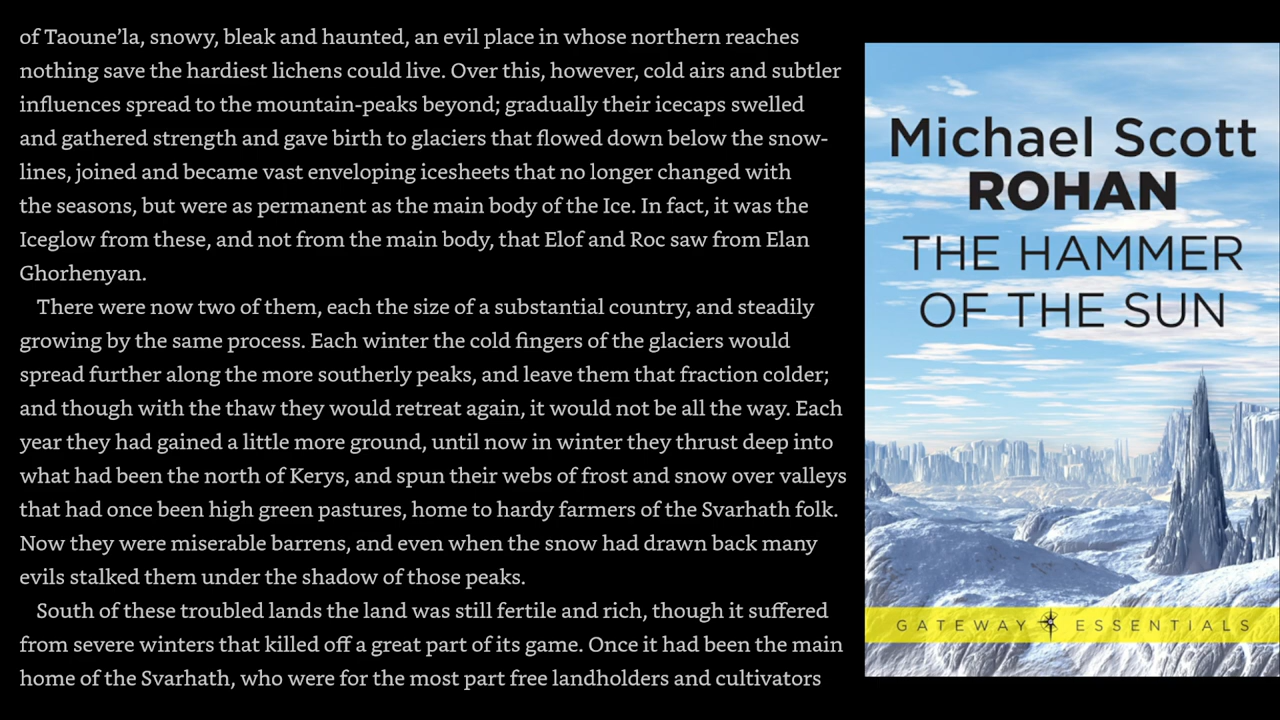 of Taoune’la, snowy, bleak and haunted, an evil place in whose northern reaches
nothing save the hardiest lichens could live. Over this, however, cold airs and subtler
influences spread to the mountain-peaks beyond; gradually their icecaps swelled
and gathered strength and gave birth to glaciers that flowed down below the snow-
lines, joined and became vast enveloping icesheets that no longer changed with
the seasons, but were as permanent as the main body of the Ice. In fact, it was the
Iceglow from these, and not from the main body, that Elof and Roc saw from Elan
Ghorhenyan.
There were now two of them, each the size of a substantial country, and steadily
growing by the same process. Each winter the cold fingers of the glaciers would
spread further along the more southerly peaks, and leave them that fraction colder;
and though with the thaw they would retreat again, it would not be all the way. Each
year they had gained a little more ground, until now in winter they thrust deep into
what had been the north of Kerys, and spun their webs of frost and snow over valleys
that had once been high green pastures, home to hardy farmers of the Svarhath folk.
Now they were miserable barrens, and even when the snow had drawn back many
evils stalked them under the shadow of those peaks.
South of these troubled lands the land was still fertile and rich, though it suffered
from severe winters that killed off a great part of its game. Once it had been the main
home of the Svarhath, who were for the most part free landholders and cultivators
Michael Scott
ROHAN
THE HAMMER
OF THE SUN
GATEWAY ESSENTIALS